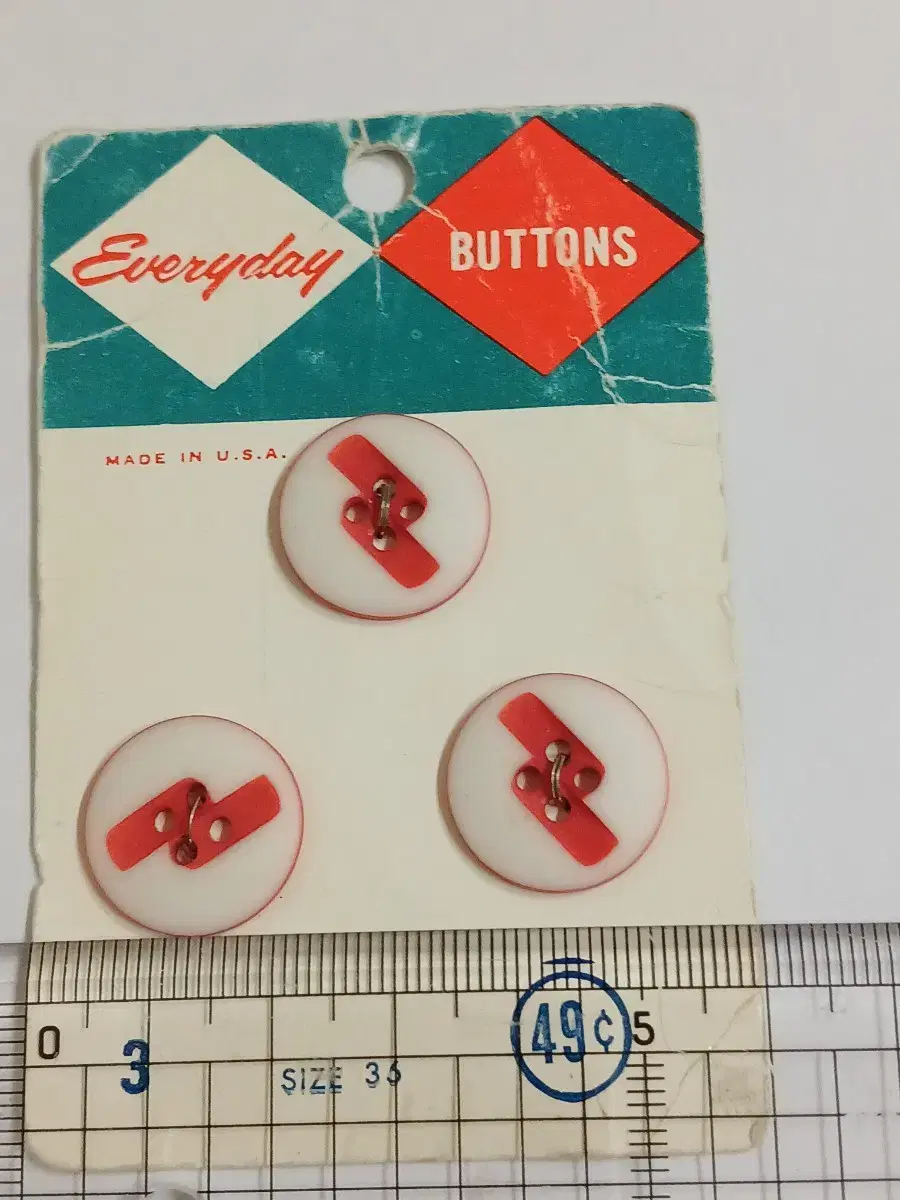 Everyday
BUTTONS
MADE IN U.S.A.
0
5
49¢
3
SIZE 36